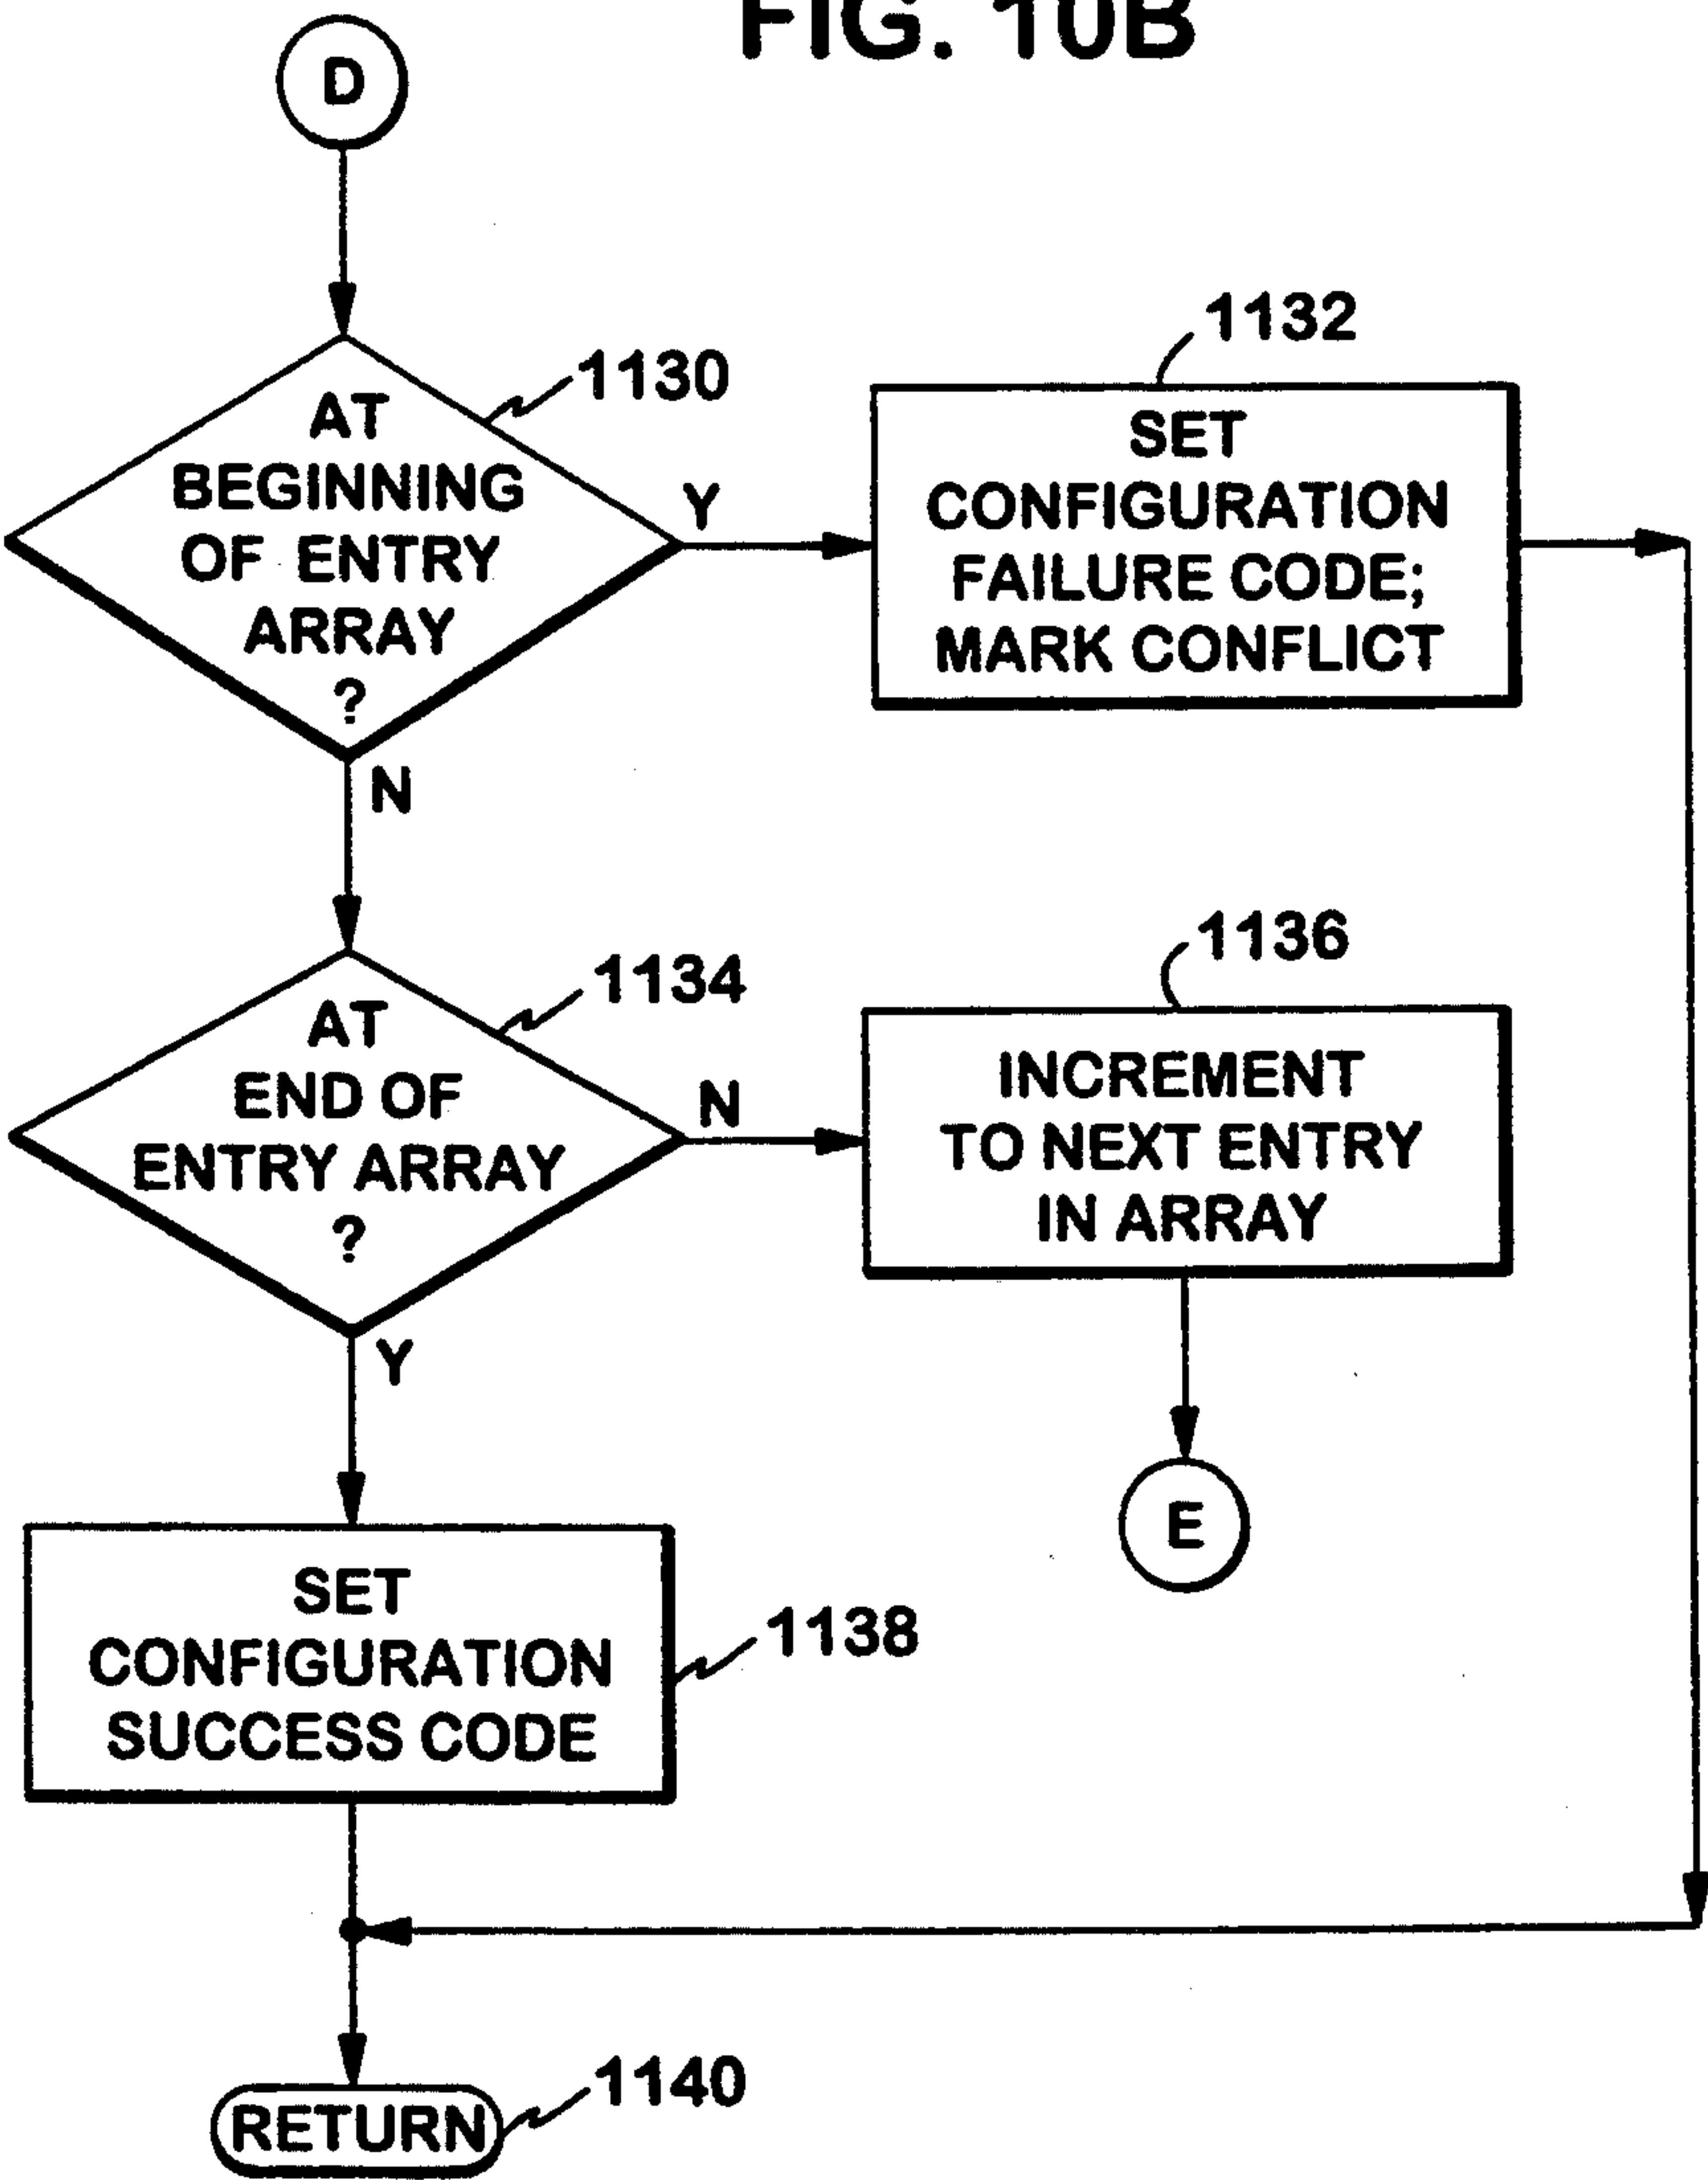 FIG. 10B
D
1130
AT
BEGINNING
OF ENTRY
ARRAY
?
Y
N
1132
SET
CONFIGURATION
FAILURE CODE;
MARK CONFLICT
1134
AT
END OF
ENTRY ARRAY
?
N
Y
1136
INCREMENT
TO NEXT ENTRY
IN ARRAY
E
SET
CONFIGURATION
SUCCESS CODE
1138
RETURN
1140